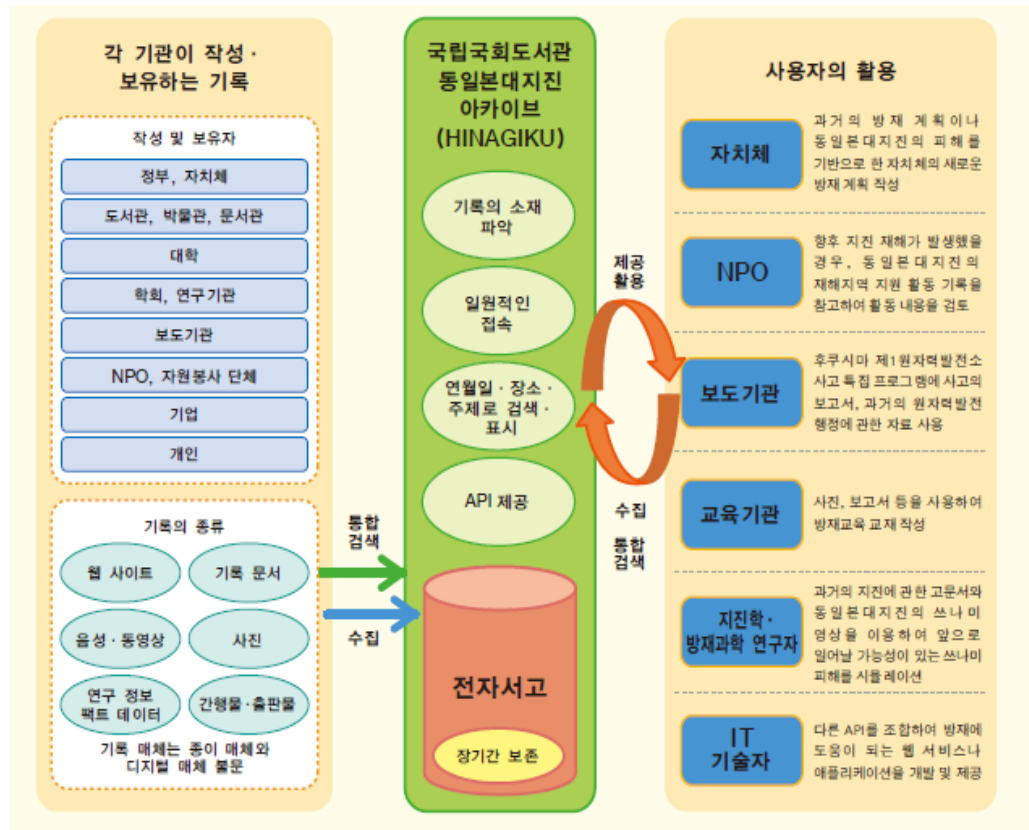 각 기관이 작성·
보유하는 기록
작성 및 보유자
정부, 자치체
도서관, 박물관, 문서관
대학
학회, 연구기관
보도기관
NPO, 자원봉사 단체
기업
개인
기록의 종류
웹 사이트
기록 문서
음성·동영상
사진
연구 정보
팩트 데이터
간행물·출판물
기록 매체는 종이 매체와
디지털 매체 불문
통합
검색
수집
국립국회도서관
동일본대지진
아카이브
(HINAGIKU)
기록의 소재
파악
일원적인
접속
연월일·장소·
주제로 검색·
표시
API 제공
전자서고
장기간 보존
제공
활용
수집
통합
검색
사용자의 활용
자치체
과거의 방재 계획이나
동일본대지진의 피해를
기반으로 한 자치체의 새로운
방재 계획 작성
NPO
향후 지진 재해가 발생했을
경우, 동일본대지진의
재해지역 지원 활동 기록을
참고하여 활동 내용을 검토
보도기관
후쿠시마 제1원자력발전소
사고 특집 프로그램에 사고의
보고서, 과거의 원자력발전
행정에 관한 자료 사용
교육기관
사진, 보고서 등을 사용하여
방재교육 교재 작성
지진학·
방재과학 연구자
과거의 지진에 관한 고문서와
동일본대지진의 쓰나미
영상을 이용하여 앞으로
일어날 가능성이 있는 쓰나미
피해를 시뮬레이션
IT
기술자
다른 API를 조합하여 방재에
도움이 되는 웹 서비스나
애플리케이션을 개발 및 제공